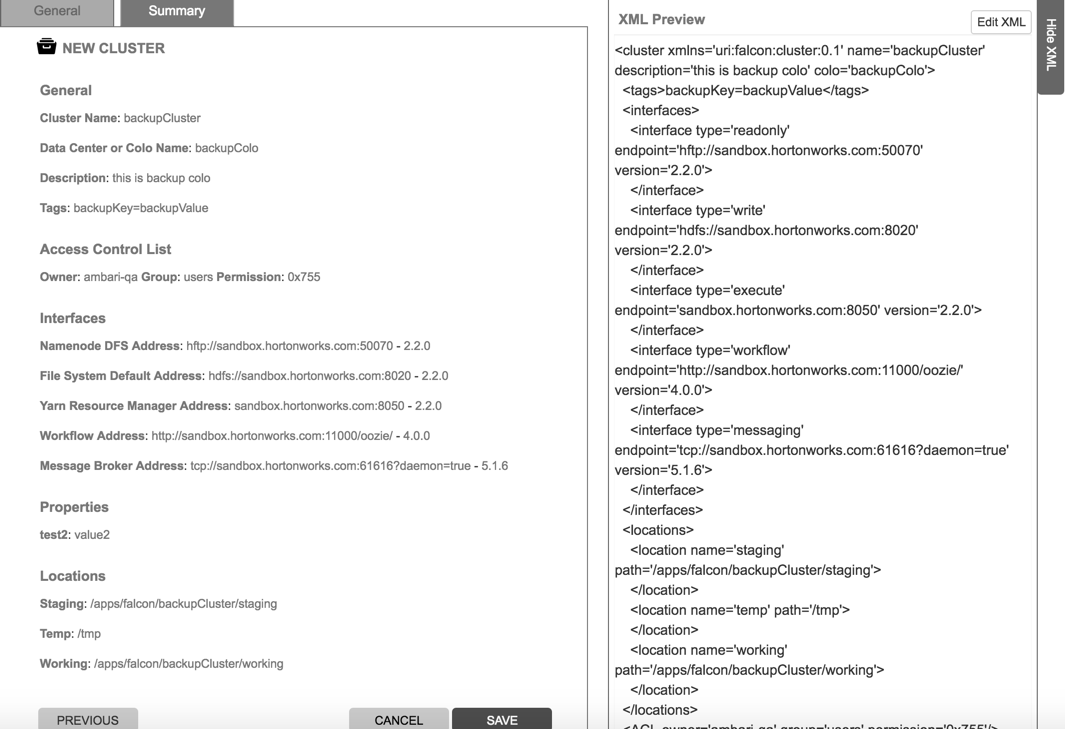 General
Summary
NEW CLUSTER
General
Cluster Name: backupCluster
Data Center or Colo Name: backupColo
Description: this is backup colo
Tags: backupKey=backupValue
Access Control List
Owner: ambari-qa Group: users Permission: 0x755
Interfaces
Namenode DFS Address: hftp://sandbox.hortonworks.com:50070 - 2.2.0
File System Default Address: hdfs://sandbox.hortonworks.com:8020 - 2.2.0
Yarn Resource Manager Address: sandbox.hortonworks.com:8050 - 2.2.0
Workflow Address: http://sandbox.hortonworks.com:11000/oozie/ - 4.0.0
Message Broker Address: tcp://sandbox.hortonworks.com:61616?daemon=true - 5.1.6
Properties
test2: value2
Locations
Staging: /apps/falcon/backupCluster/staging
Temp: /tmp
Working: /apps/falcon/backupCluster/working
PREVIOUS
CANCEL
SAVE
XML Preview
Edit XML
Hide XML
<cluster xmlns='uri:falcon:cluster:0.1' name='backupCluster'
description='this is backup colo' colo='backupColo'>
<tags>backupKey=backupValue</tags>
<interfaces>
<interface type='readonly'
endpoint='hftp://sandbox.hortonworks.com:50070'
version='2.2.0'>
</interface>
<interface type='write'
endpoint='hdfs://sandbox.hortonworks.com:8020'
version='2.2.0'>
</interface>
<interface type='execute'
endpoint='sandbox.hortonworks.com:8050' version='2.2.0'>
</interface>
<interface type='workflow'
endpoint='http://sandbox.hortonworks.com:11000/oozie/'
version='4.0.0'>
</interface>
<interface type='messaging'
endpoint='tcp://sandbox.hortonworks.com:61616?daemon=true'
version='5.1.6'>
</interface>
</interfaces>
<locations>
<location name='staging'
path='/apps/falcon/backupCluster/staging'>
</location>
<location name='temp' path='/tmp'>
</location>
<location name='working'
path='/apps/falcon/backupCluster/working'>
</location>
</locations>
<ACL owner='ambari-qa' group='users' permission='0x755'/>